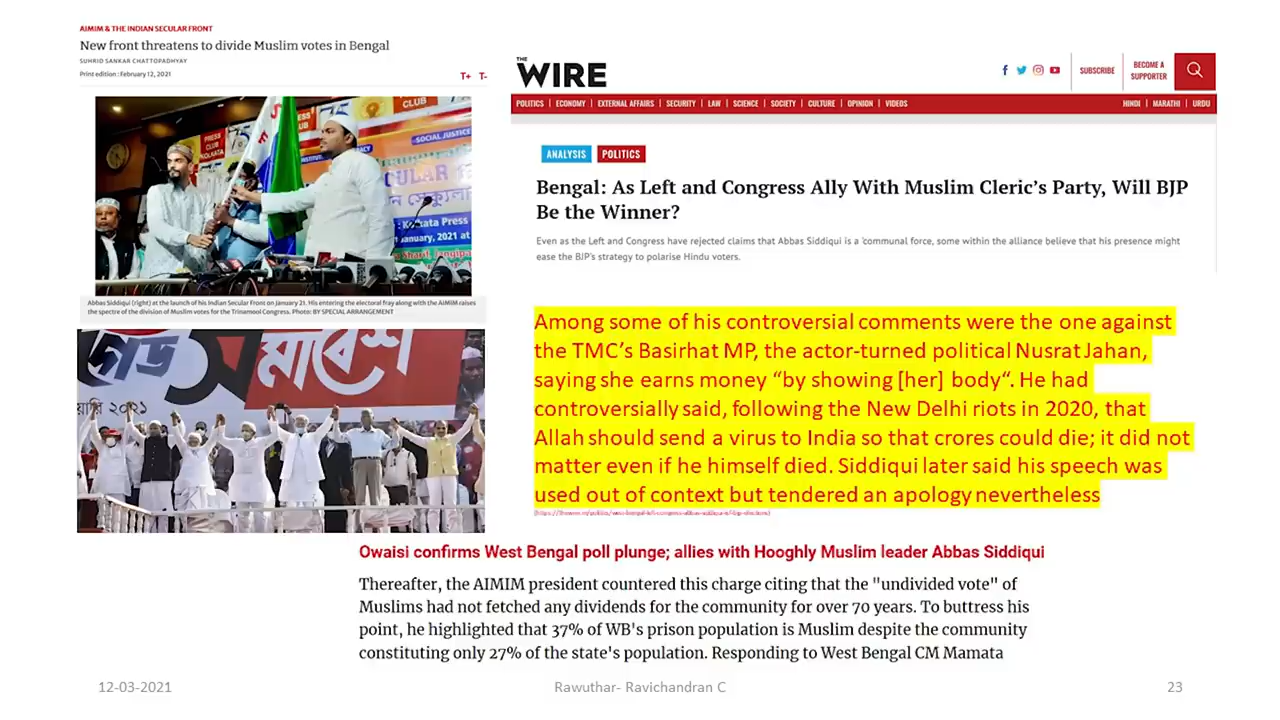 AIMIM & THE INDIAN SECULAR FRONT
New front threatens to divide Muslim votes in Bengal
SUHRID SANKAR CHATTOPADHYAY
Print edition : February 12, 2021
T+ T-
PRESS
CLUB
KOLKATA
CLUB
SOCIAL JUSTICE
Kolkata Press
anuary, 2021 at
Abbas Siddiqui (right) at the launch of his Indian Secular Front on January 21. His entering the electoral fray along with the AIMIM raises
the spectre of the division of Muslim votes for the Trinamool Congress. Photo: BY SPECIAL ARRANGEMENT
২০২১
THE
WIRE
SUBSCRIBE
BECOME A
SUPPORTER
POLITICS | ECONOMY | EXTERNAL AFFAIRS | SECURITY | LAW | SCIENCE | SOCIETY | CULTURE | OPINION | VIDEOS
HINDI | MARATHI | URDU
ANALYSIS POLITICS
Bengal: As Left and Congress Ally With Muslim Cleric's Party, Will BJP
Be the Winner?
Even as the Left and Congress have rejected claims that Abbas Siddiqui is a 'communal force, some within the alliance believe that his presence might
ease the BJP's strategy to polarise Hindu voters.
Among some of his controversial comments were the one against
the TMC's Basirhat MP, the actor-turned political Nusrat Jahan,
saying she earns money “by showing [her] body“. He had
controversially said, following the New Delhi riots in 2020, that
Allah should send a virus to India so that crores could die; it did not
matter even if he himself died. Siddiqui later said his speech was
used out of context but tendered an apology nevertheless
Owaisi confirms West Bengal poll plunge; allies with Hooghly Muslim leader Abbas Siddiqui
Thereafter, the AIMIM president countered this charge citing that the "undivided vote" of
Muslims had not fetched any dividends for the community for over 70 years. To buttress his
point, he highlighted that 37% of WB's prison population is Muslim despite the community
constituting only 27% of the state's population. Responding to West Bengal CM Mamata
12-03-2021
Rawuthar- Ravichandran C
23